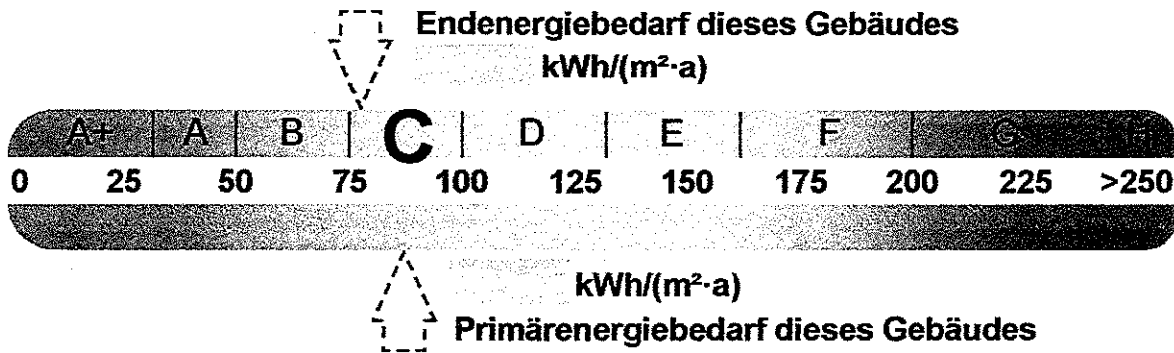 Endenergiebedarf dieses Gebäudes
kWh/(m²·a)
A+ A B C D E F G H
0 25 50 75 100 125 150 175 200 225 >250
kWh/(m²·a)
Primärenergiebedarf dieses Gebäudes